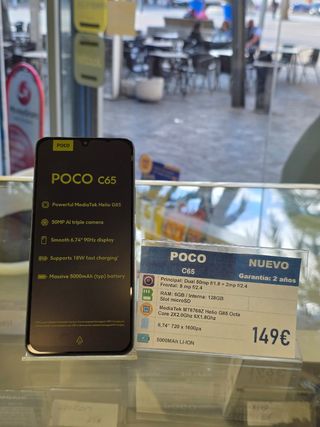 POCO
POCO C65
Powerful MediaTek Helio G85
50MP AI triple camera
Smooth 6.74" 90Hz display
Supports 18W fast charging
Massive 5000mAh (typ) battery
POCO
C65
NUEVO
Garantía: 2 años
Principal: Dual 50mp f/1.8 + 2mp f/2.4
Frontal: 8 mp f/2.4
RAM: 6GB / Interna: 128GB
Slot microSD
MediaTek MT6769Z Helio G85 Octa
Core 2X2.0Ghz 6X1.8Ghz
6,74" 720 x 1600px
5000MAH LI-ION
149€